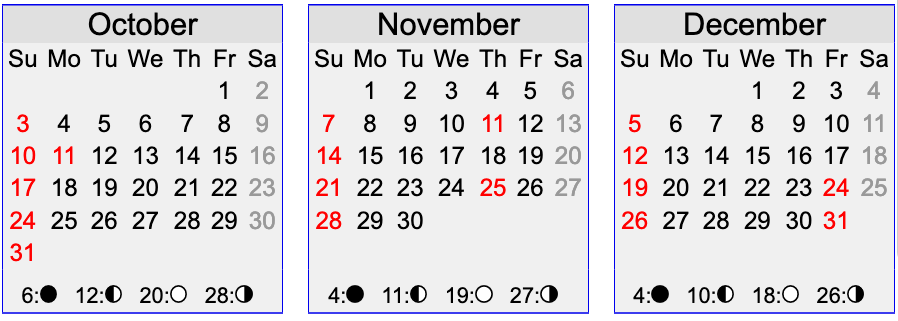 October
Su Mo Tu We Th Fr Sa
1 2
3 4 5 6 7 8 9
10 11 12 13 14 15 16
17 18 19 20 21 22 23
24 25 26 27 28 29 30
31
6:● 12:◐ 20:○ 28:◑
November
Su Mo Tu We Th Fr Sa
1 2 3 4 5 6
7 8 9 10 11 12 13
14 15 16 17 18 19 20
21 22 23 24 25 26 27
28 29 30
4:● 11:◐ 19:○ 27:◑
December
Su Mo Tu We Th Fr Sa
1 2 3 4
5 6 7 8 9 10 11
12 13 14 15 16 17 18
19 20 21 22 23 24 25
26 27 28 29 30 31
4:● 10:◐ 18:○ 26:◑